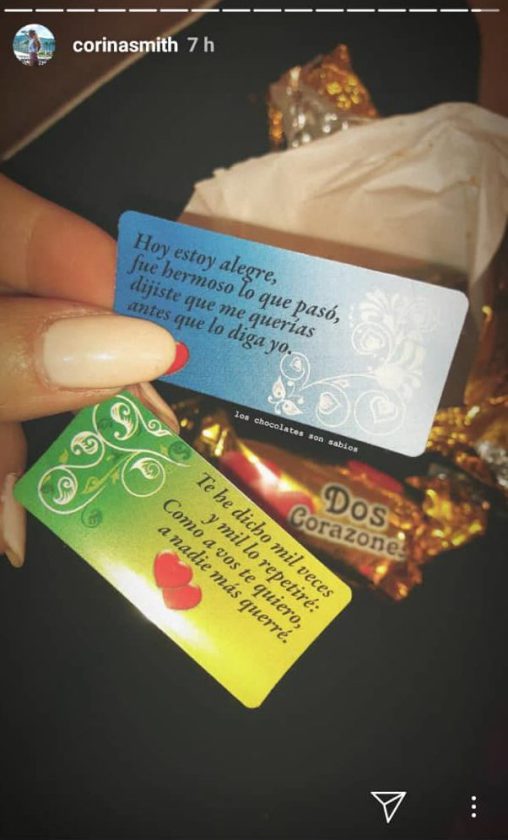 corinasmith 7 h
Hoy estoy alegre,
fue hermoso lo que pasó,
dijiste que me querías
antes que lo diga yo.
los chocolates son sabios
Dos
Corazones
Te he dicho mil veces
y mil lo repetiré:
Como a vos te quiero,
a nadie más querré.